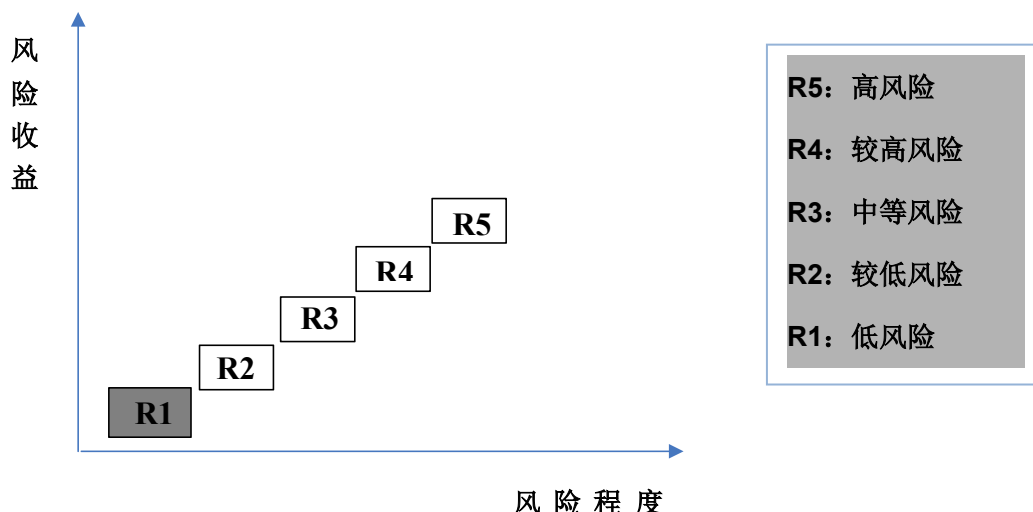 风
险
收
益
R5：高风险
R4：较高风险
R3：中等风险
R2：较低风险
R1：低风险
R5
R4
R3
R2
R1
风 险 程 度